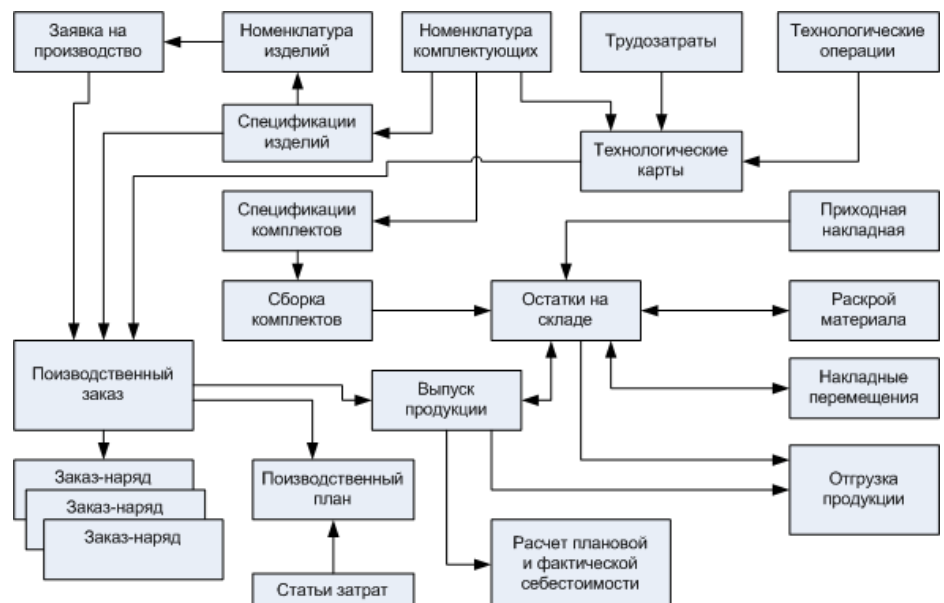 Заявка на
производство
Номенклатура
изделий
Номенклатура
комплектующих
Трудозатраты
Технологические
операции
Спецификации
изделий
Технологические
карты
Спецификации
комплектов
Приходная
накладная
Сборка
комплектов
Остатки на
складе
Раскрой
материала
Поизводственный
заказ
Выпуск
продукции
Накладные
перемещения
Заказ-наряд
Заказ-наряд
Заказ-наряд
Поизводственный
план
Отгрузка
продукции
Расчет плановой
и фактической
себестоимости
Статьи затрат